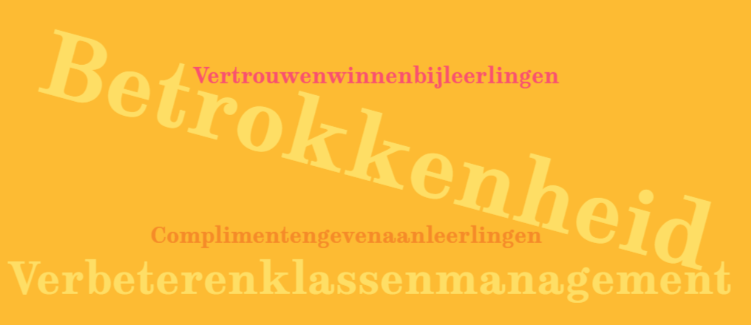 Vertrouwenwinnenbijleerlingen
Betrokkenheid
Complimentengevenaanleerlingen
Verbeterenklassenmanagement